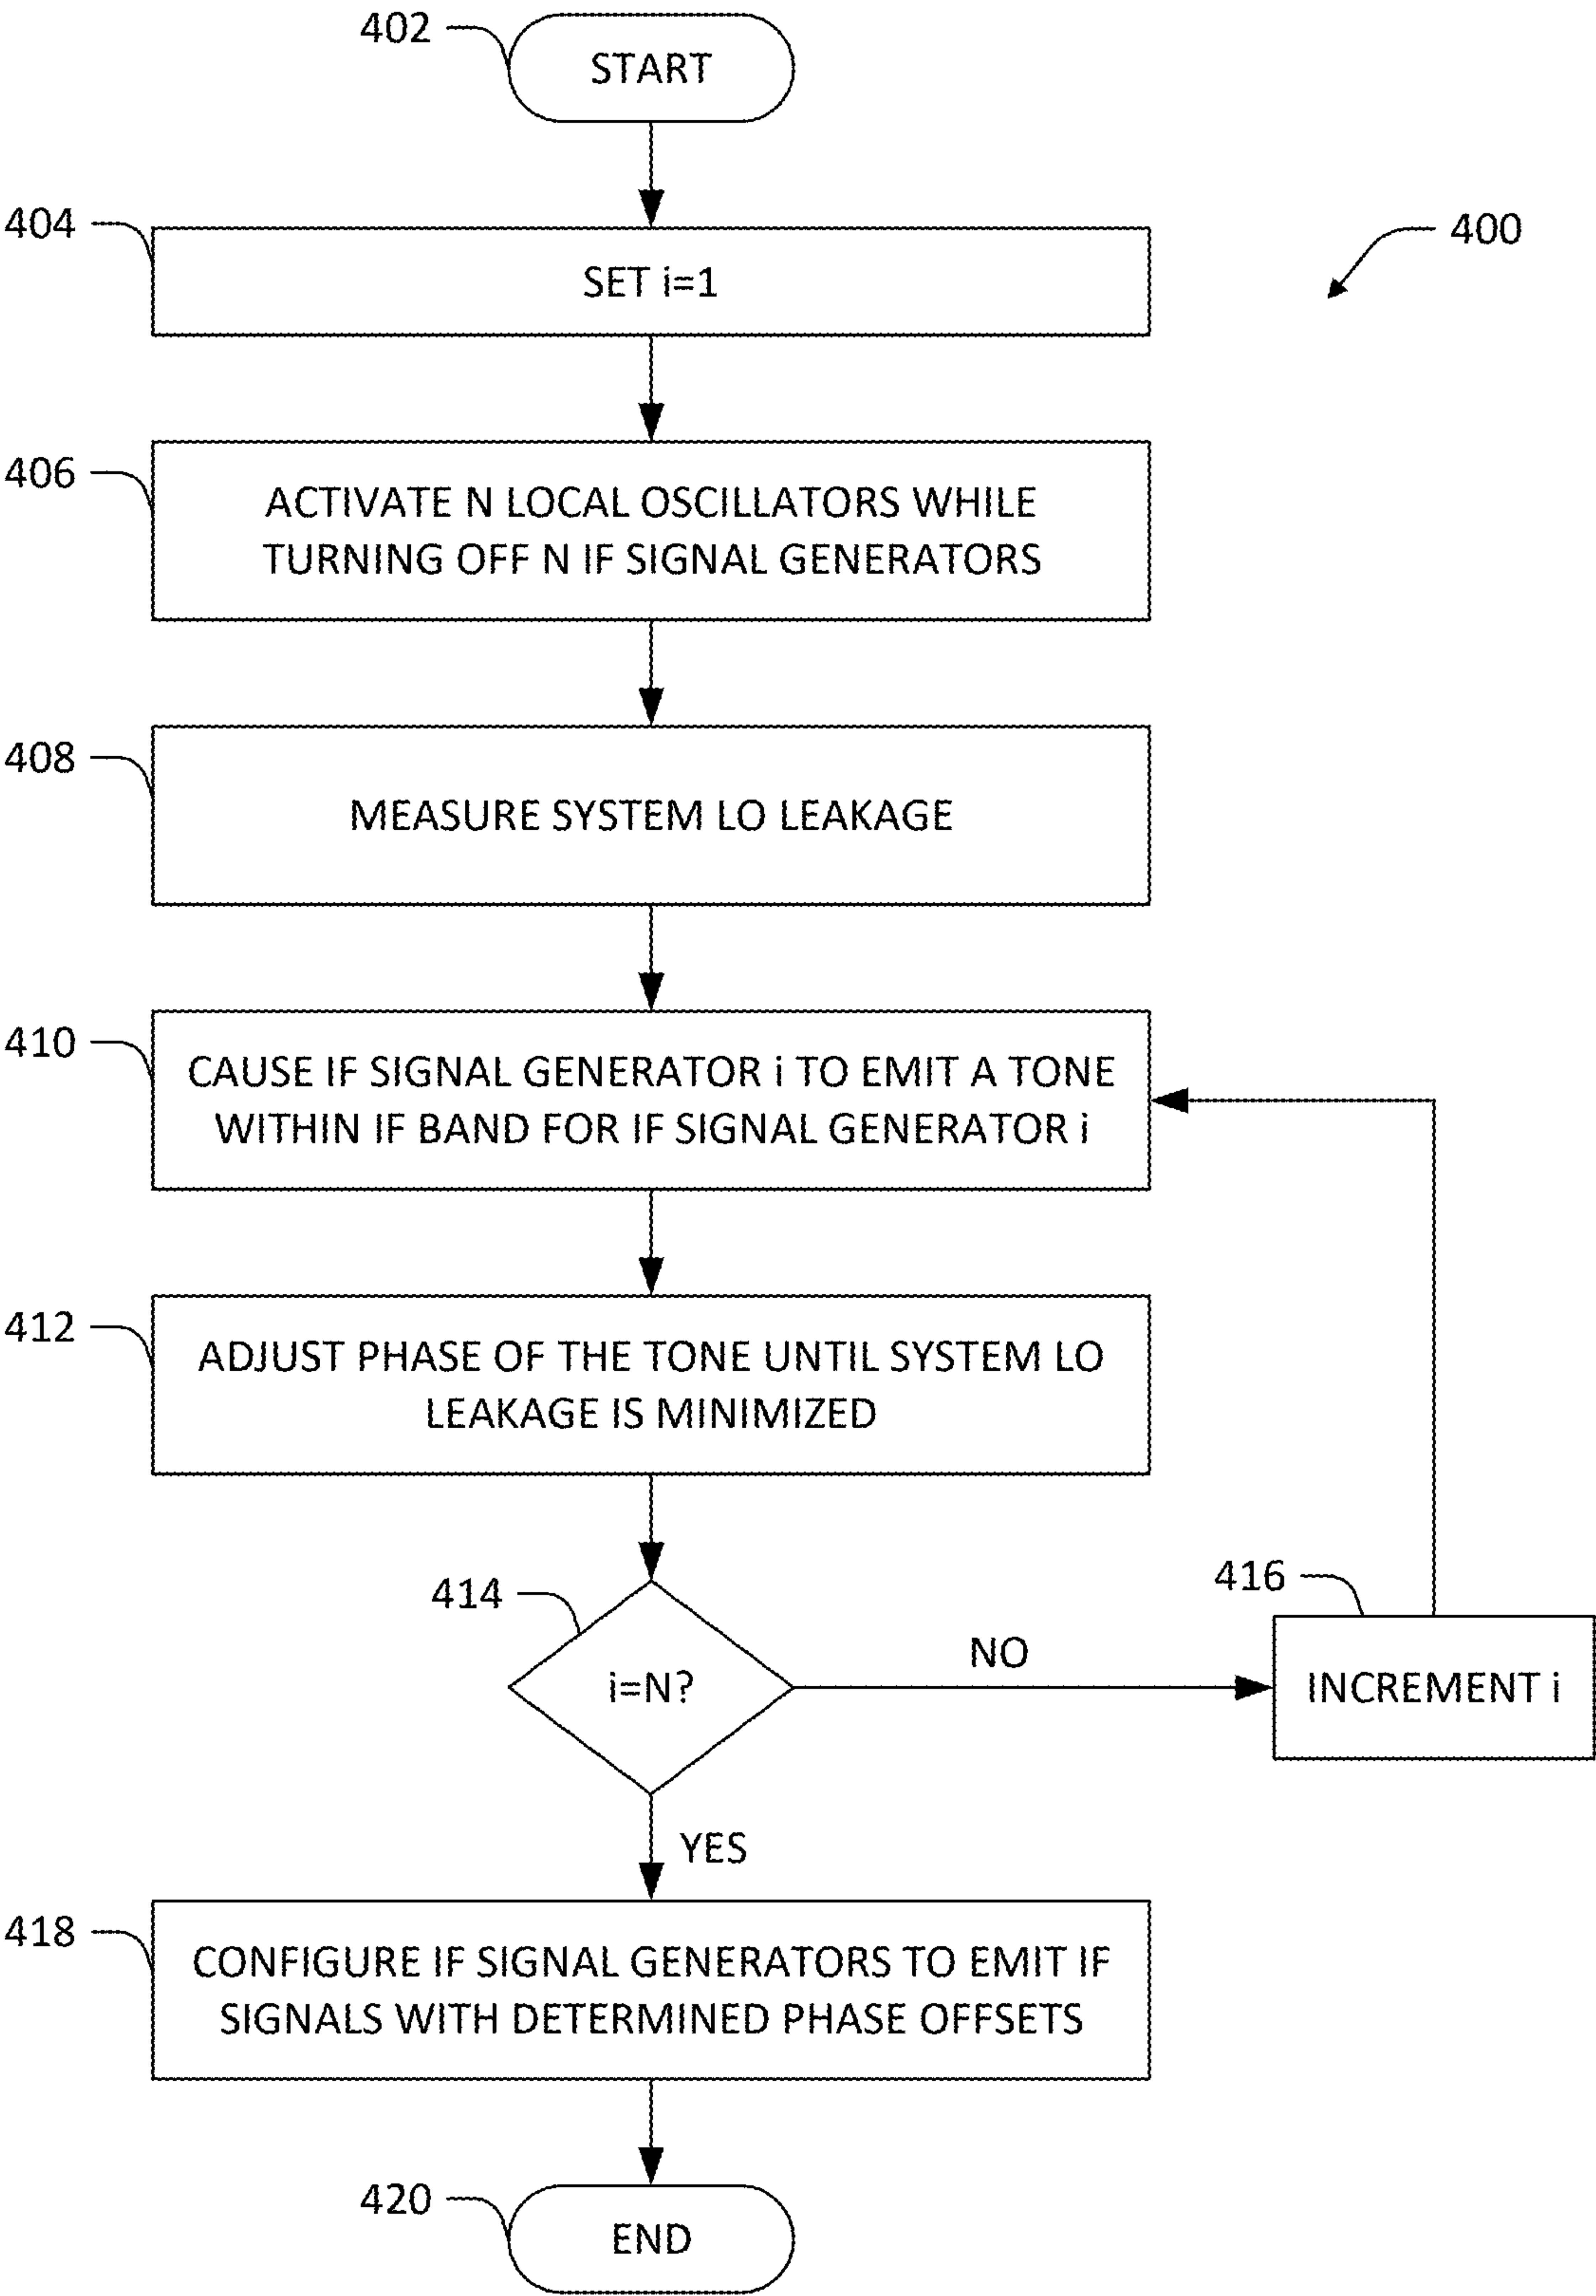 402
START
404
SET i=1
400
406
ACTIVATE N LOCAL OSCILLATORS WHILE
TURNING OFF N IF SIGNAL GENERATORS
408
MEASURE SYSTEM LO LEAKAGE
410
CAUSE IF SIGNAL GENERATOR i TO EMIT A TONE
WITHIN IF BAND FOR IF SIGNAL GENERATOR i
412
ADJUST PHASE OF THE TONE UNTIL SYSTEM LO
LEAKAGE IS MINIMIZED
414
i=N?
NO
416
INCREMENT i
YES
418
CONFIGURE IF SIGNAL GENERATORS TO EMIT IF
SIGNALS WITH DETERMINED PHASE OFFSETS
420
END